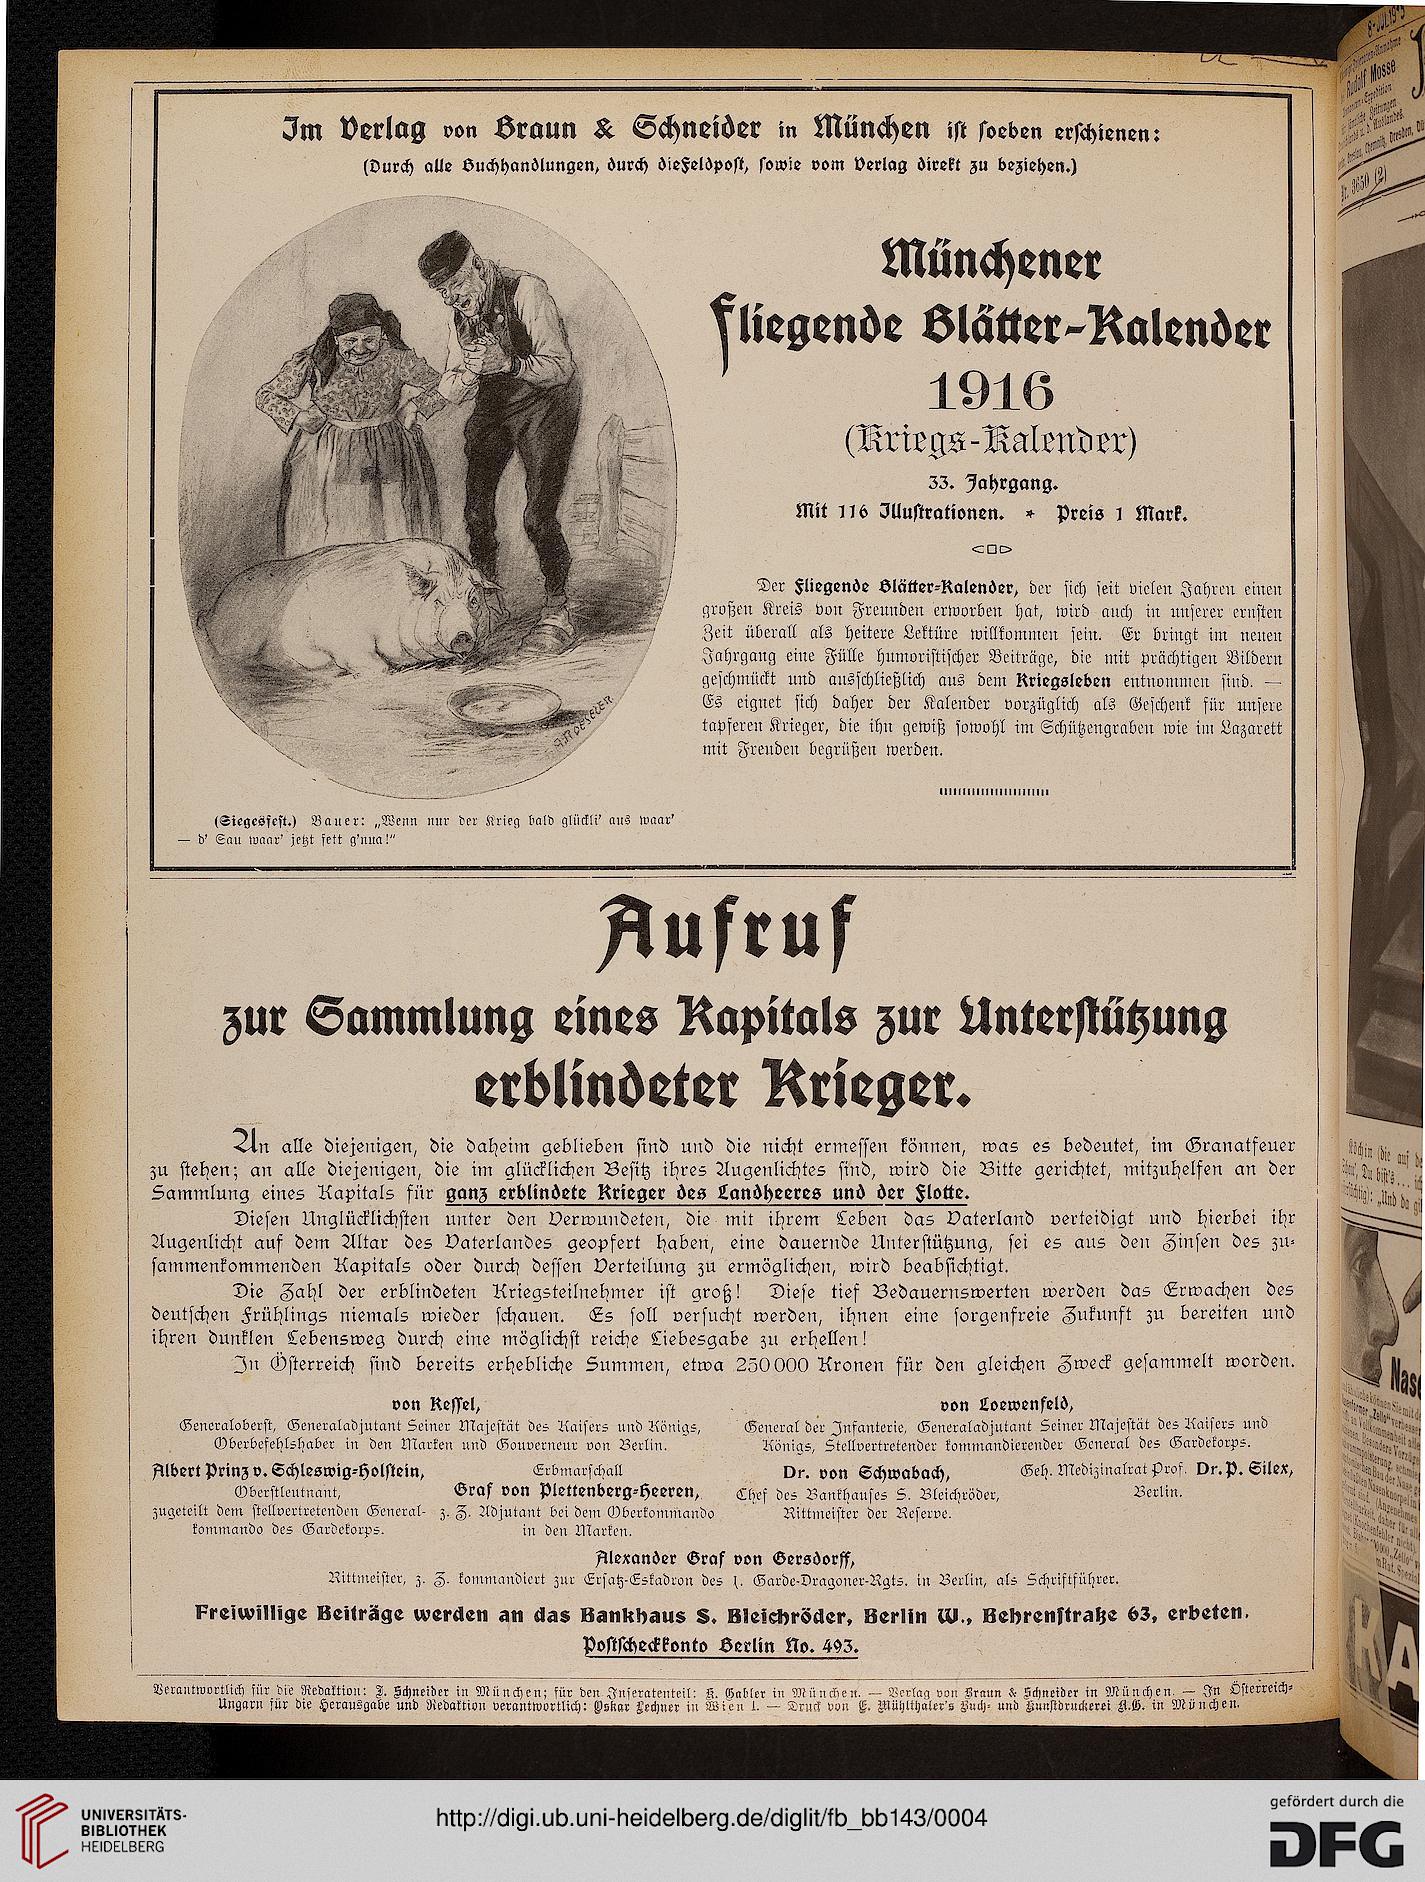 Im Verlag von Braun & Schneider in München ist soeben erschienen:
(Durch alle Buchhandlungen, durch dieFeldpost, sowie vom Verlag direkt zu beziehen.)
Münchener
Fliegende Blätter-Kalender
1916
(Kriegs-Kalender)
33. Jahrgang.
Mit 116 Illustrationen. * Preis 1 Mark.
Der Fliegende Blätter-Kalender, der sich seit vielen Jahren einen
großen Kreis von Freunden erworben hat, wird auch in unserer ernsten
Zeit überall als heitere Lektüre willkommen sein. Er bringt im neuen
Jahrgang eine Fülle humoristischer Beiträge, die mit prächtigen Bildern
geschmückt und ausschließlich aus dem Kriegsleben entnommen sind. —
Es eignet sich daher der Kalender vorzüglich als Geschenk für unsere
tapferen Krieger, die ihn gewiß sowohl im Schützengraben wie im Lazarett
mit Freuden begrüßen werden.
A. ROESELER.
(Siegesfest.) Bauer: „Wenn nur der Krieg bald glückli' aus waar'
— d' Sau waar' jetzt fett g'nua!"
Aufruf
zur Sammlung eines Kapitals zur Unterstützung
erblindeter Krieger.
An alle diejenigen, die daheim geblieben sind und die nicht ermessen können, was es bedeutet, im Granatfeuer
zu stehen; an alle diejenigen, die im glücklichen Besitz ihres Augenlichtes sind, wird die Bitte gerichtet, mitzuhelfen an der
Sammlung eines Kapitals für ganz erblindete Krieger des Landheeres und der Flotte.
Diesen Unglücklichsten unter den Verwundeten, die mit ihrem Leben das Vaterland verteidigt und hierbei ihr
Augenlicht auf dem Altar des Vaterlandes geopfert haben, eine dauernde Unterstützung, sei es aus den Zinsen des zu-
sammenkommenden Kapitals oder durch dessen Verteilung zu ermöglichen, wird beabsichtigt.
Die Zahl der erblindeten Kriegsteilnehmer ist groß! Diese tief Bedauernswerten werden das Erwachen des
deutschen Frühlings niemals wieder schauen. Es soll versucht werden, ihnen eine sorgenfreie Zukunft zu bereiten und
ihren dunklen Lebensweg durch eine möglichst reiche Liebesgabe zu erhellen!
In Österreich sind bereits erhebliche Summen, etwa 250000 Kronen für den gleichen Zweck gesammelt worden.
von Kessel,
Generaloberst, Generaladjutant Seiner Majestät des Kaisers und Königs,
Oberbefehlshaber in den Marken und Gouverneur von Berlin.
von Loewenfeld,
General der Infanterie, Generaladjutant Seiner Majestät des Kaisers und
Königs, Stellvertretender kommandierender General des Gardekorps.
Albert Prinz v. Schleswig-Holstein,
Oberstleutnant,
zugeteilt dem stellvertretenden General-
kommando des Gardekorps.
Erbmarschall
Graf von Plettenberg-Heeren,
z. Z. Adjutant bei dem Oberkommando
in den Marken.
Dr. von Schwabach,
Chef des Bankhauses S. Bleichröder,
Rittmeister der Reserve.
Geh. Medizinalrat Prof. Dr. P. Silex,
Berlin.
Alexander Graf von Gersdorff,
Rittmeister, z. Z. kommandiert zur Ersatz-Eskadron des 1. Garde-Dragoner-Rgts. in Berlin, als Schriftführer.
Freiwillige Beiträge werden an das Bankhaus S. Bleichröder, Berlin W., Behrenstraße 63, erbeten.
Postscheckkonto Berlin No. 493.
Verantwortlich für die Redaktion: J. Schneider in München; für den Inseratenteil: K. Gabler in München. — Verlag von Braun & Schneider in München. — In Österreich-
Ungarn für die Herausgabe und Redaktion verantwortlich: Oskar Lechner in Wien I. — Druck von E. Mühlthaler's Buch- und Kunstdruckerei A.G. in München.
8-JUL19
Rudolf Mosse
Nr. 3650 (2)
Nase
KA
UNIVERSITÄTS-
BIBLIOTHEK
HEIDELBERG
http://digi.ub.uni-heidelberg.de/diglit/fb_bb143/0004
gefördert durch die
DFG